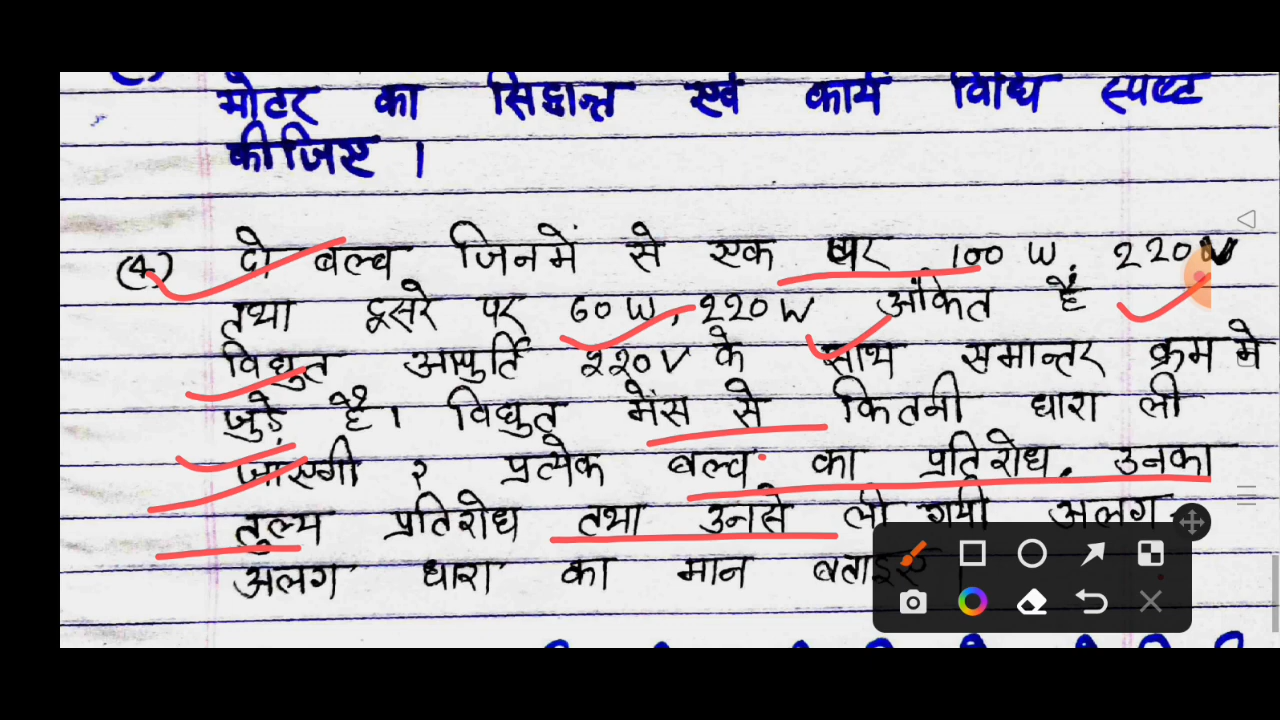 मोटर का सिद्धान्त एवं कार्य विधि स्पष्ट
कीजिए ।
(4) दो बल्ब जिनमें से एक पर 100 W, 220V
तथा दूसरे पर 60 W, 220 W अंकित हैं
विद्युत आपुर्ति 220V के साथ समान्तर क्रम मे
जुड़े है। विद्युत मेंस से कितनी धारा ली
जाएगी ? प्रत्येक बल्ब का प्रतिरोध. उनका
तुल्य प्रतिरोध तथा उनसे ली गयी अलग-
अलग धारा का मान बताइए ।